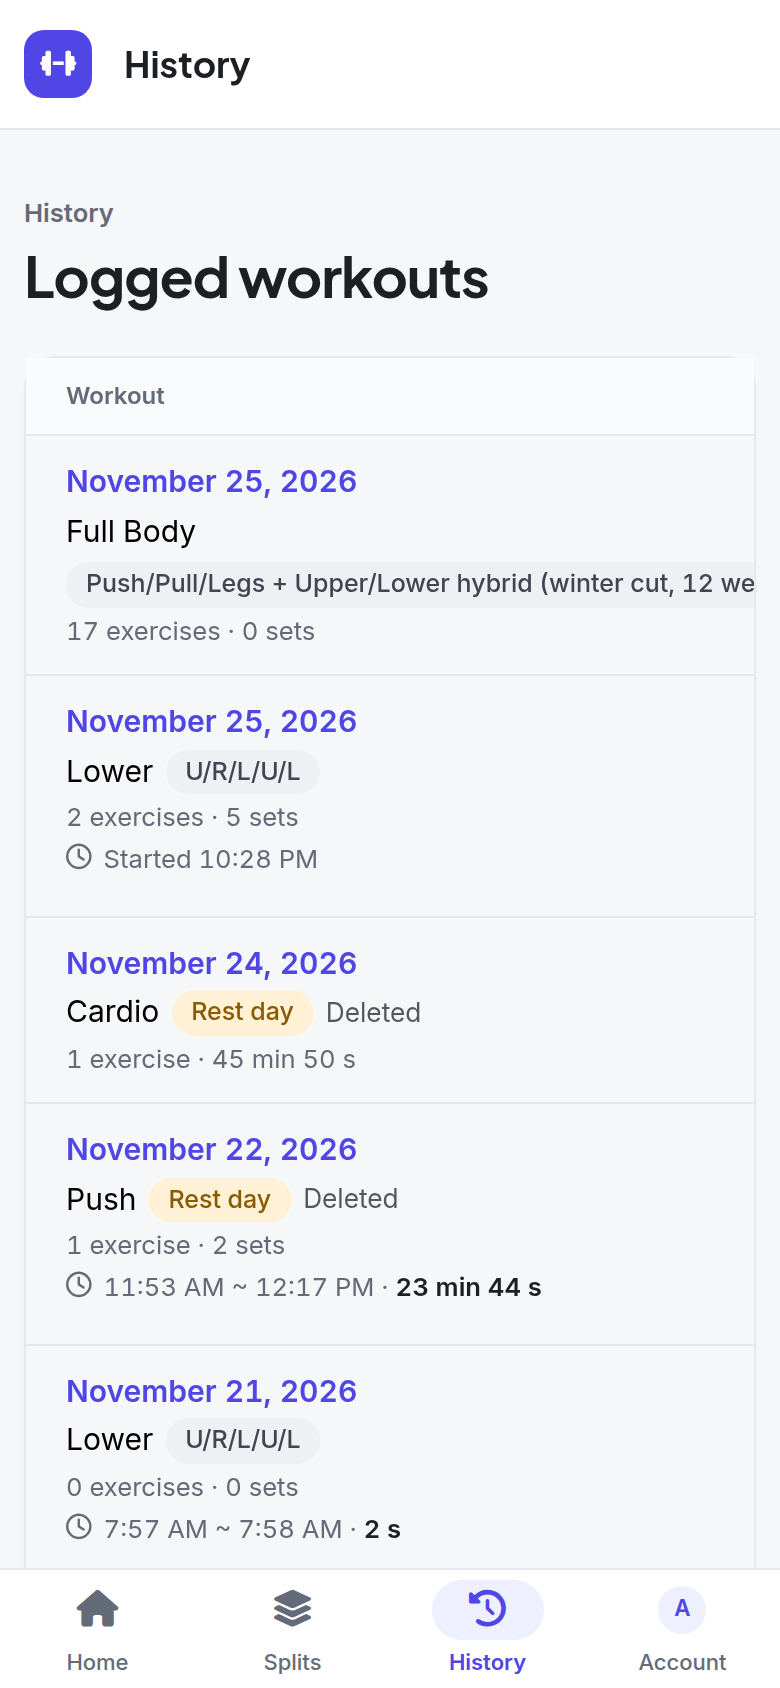 History
History
Logged workouts
Workout
November 25, 2026
Full Body
Push/Pull/Legs + Upper/Lower hybrid (winter cut, 12 we
17 exercises · 0 sets
November 25, 2026
Lower U/R/L/U/L
2 exercises · 5 sets
Started 10:28 PM
November 24, 2026
Cardio Rest day Deleted
1 exercise · 45 min 50 s
November 22, 2026
Push Rest day Deleted
1 exercise · 2 sets
11:53 AM ~ 12:17 PM · 23 min 44 s
November 21, 2026
Lower U/R/L/U/L
0 exercises · 0 sets
7:57 AM ~ 7:58 AM · 2 s
A
Home Splits History Account